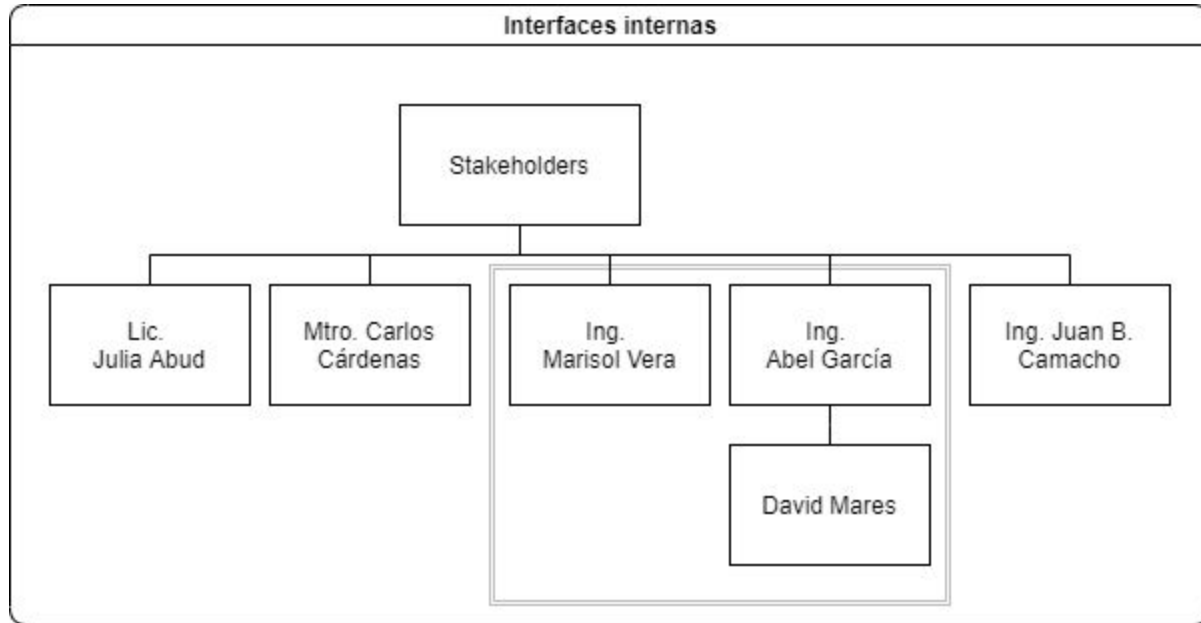 Interfaces internas
Stakeholders
Lic.
Julia Abud
Mtro. Carlos
Cárdenas
Ing.
Marisol Vera
Ing.
Abel García
Ing. Juan B.
Camacho
David Mares